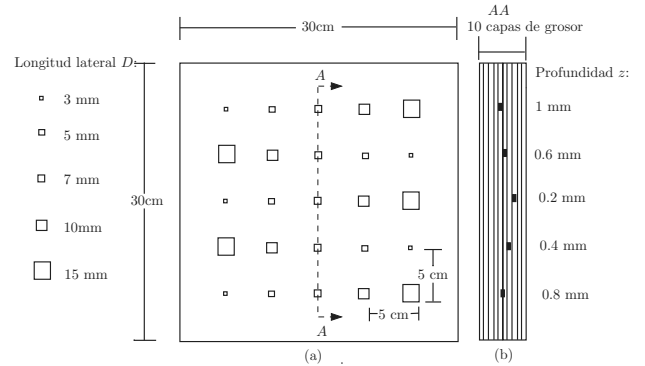 AA
30cm
10 capas de grosor
Longitud lateral D:
Profundidad z:
A
3 mm
1 mm
5 mm
0.6 mm
7 mm
30cm
0.2 mm
10mm
0.4 mm
15 mm
5 cm
0.8 mm
5 cm
A
(a)
(b)